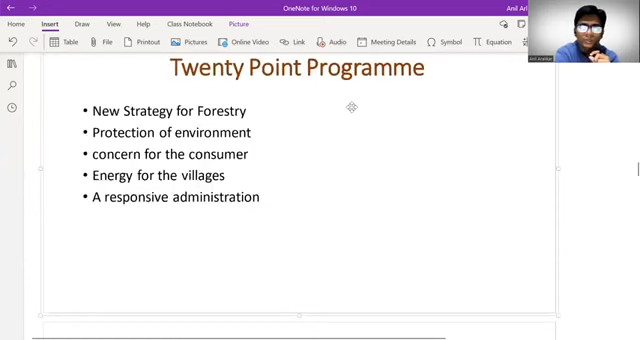 OneNote for Windows 10
Anil Ar
Home Insert Draw View Help Class Notebook Picture
Table File Printout Pictures Online Video Link Audio Meeting Details Symbol Equation
Twenty Point Programme
• New Strategy for Forestry
• Protection of environment
• concern for the consumer
• Energy for the villages
• A responsive administration